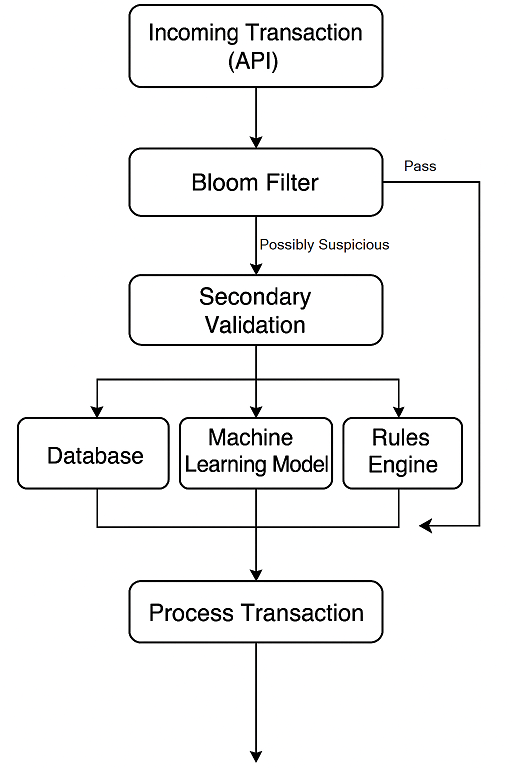 Incoming Transaction
(API)
Bloom Filter
Pass
Possibly Suspicious
Secondary
Validation
Database
Machine
Learning Model
Rules
Engine
Process Transaction